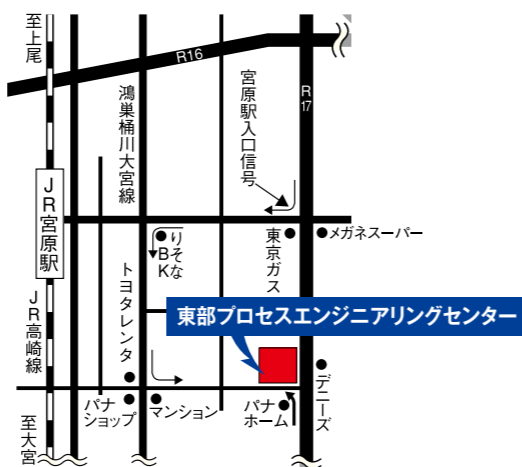 至上尾
R16
R17
鴻巣桶川大宮線
宮原駅入口信号
JR宮原駅
りそな
BK
東京ガス
メガネスーパー
トヨタレンタ
JR高崎線
東部プロセスエンジニアリングセンター
デニーズ
パナ
ショップ
マンション
パナ
ホーム
至大宮